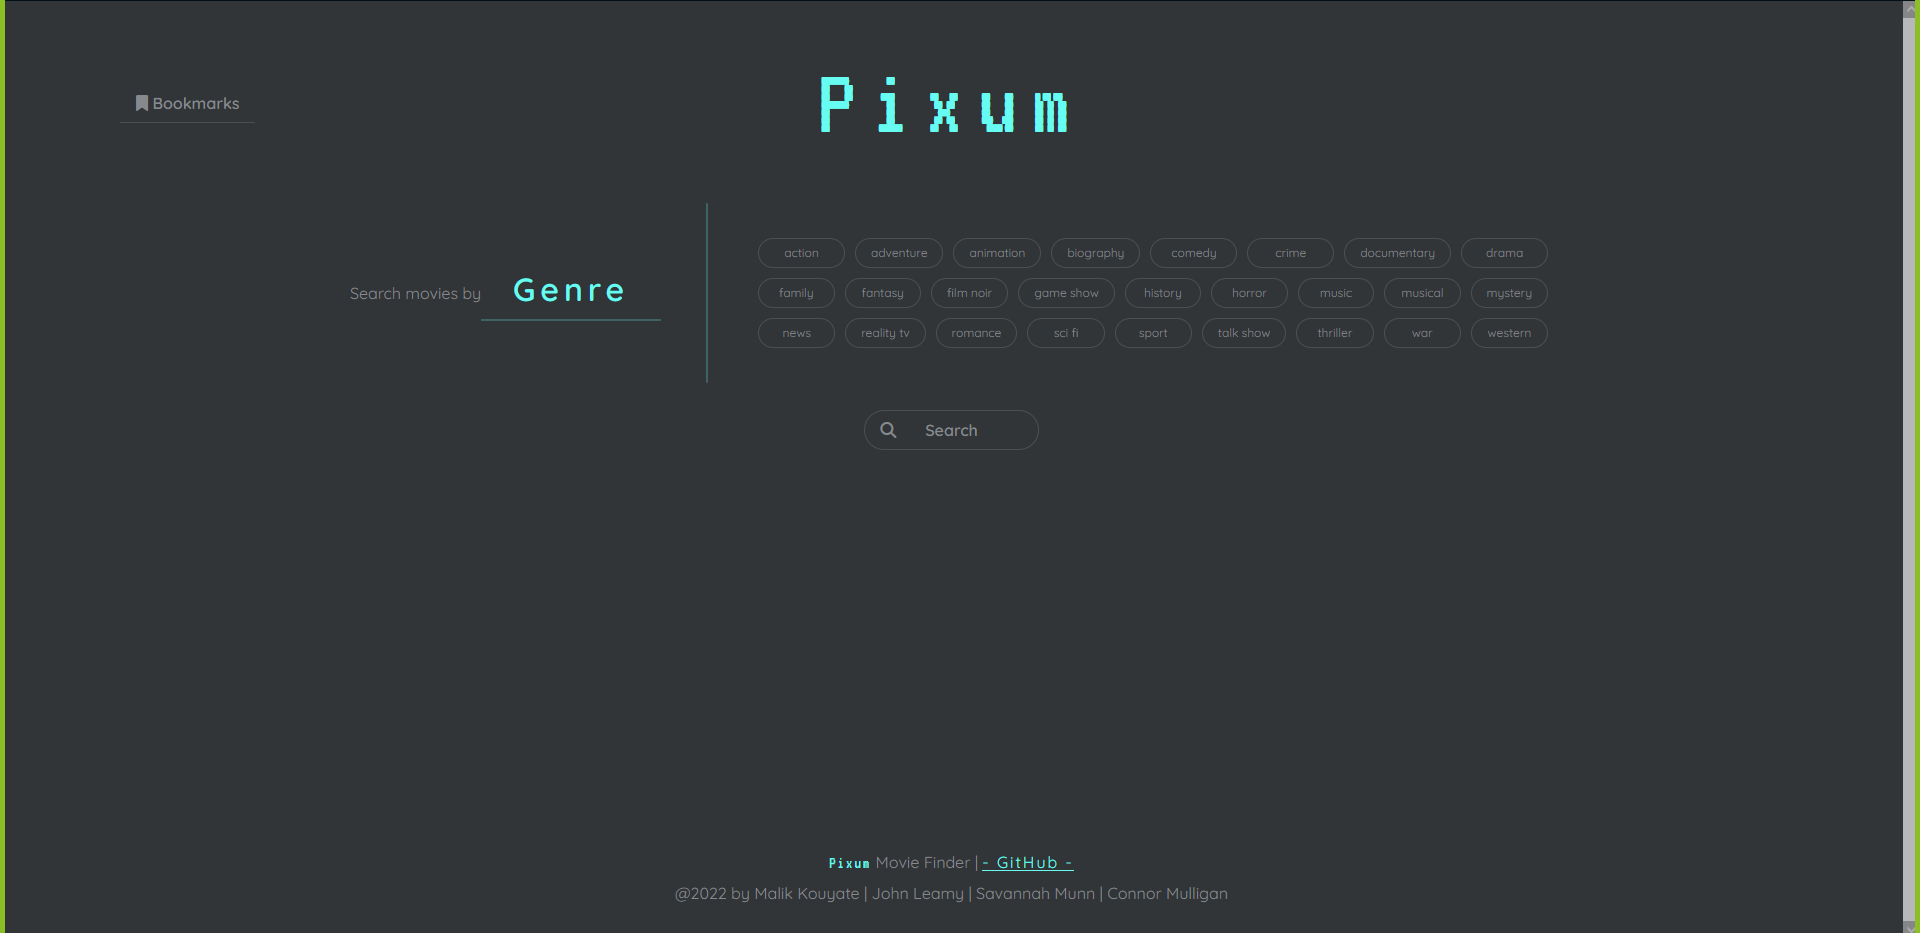 Bookmarks
Pixum
Search movies by Genre
action adventure animation biography comedy crime documentary drama
family fantasy film noir game show history horror music musical mystery
news reality tv romance sci fi sport talk show thriller war western
Search
Pixum Movie Finder | - GitHub -
@2022 by Malik Kouyate | John Leamy | Savannah Munn | Connor Mulligan